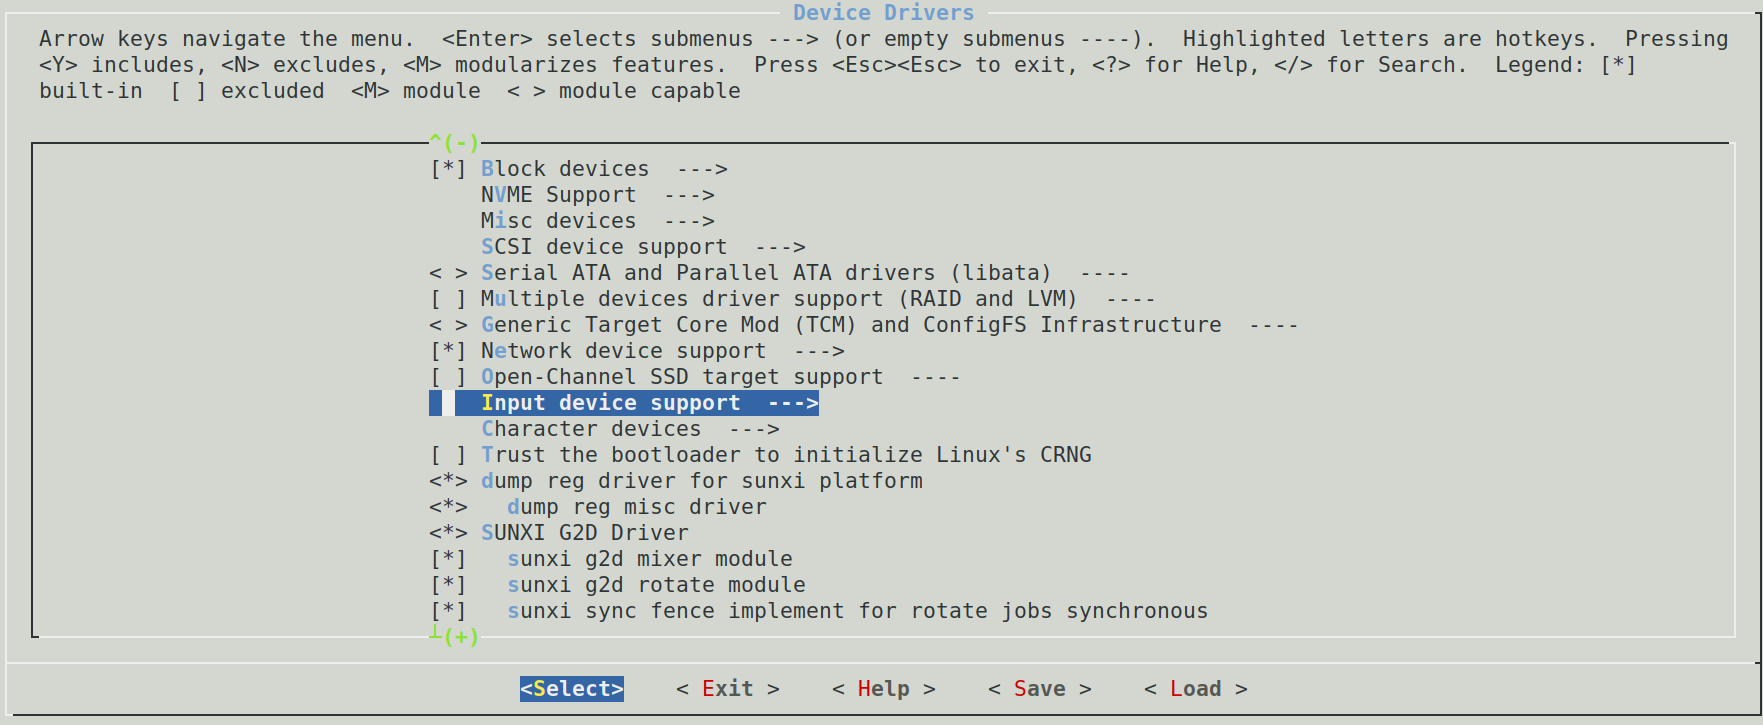 Device Drivers
Arrow keys navigate the menu.  <Enter> selects submenus ---> (or empty submenus ----).  Highlighted letters are hotkeys.  Pressing
<Y> includes, <N> excludes, <M> modularizes features.  Press <Esc><Esc> to exit, <?> for Help, </> for Search.  Legend: [*]
built-in  [ ] excluded  <M> module  < > module capable
^(-)
[*] Block devices  --->
NVME Support  --->
Misc devices  --->
SCSI device support  --->
< > Serial ATA and Parallel ATA drivers (libata)  ----
[ ] Multiple devices driver support (RAID and LVM)  ----
< > Generic Target Core Mod (TCM) and ConfigFS Infrastructure  ----
[*] Network device support  --->
[ ] Open-Channel SSD target support  ----
Input device support  --->
Character devices  --->
[ ] Trust the bootloader to initialize Linux's CRNG
<*> dump reg driver for sunxi platform
<*>   dump reg misc driver
<*> SUNXI G2D Driver
[*]   sunxi g2d mixer module
[*]   sunxi g2d rotate module
[*]   sunxi sync fence implement for rotate jobs synchronous
┴(+)
<Select>    < Exit >    < Help >    < Save >    < Load >